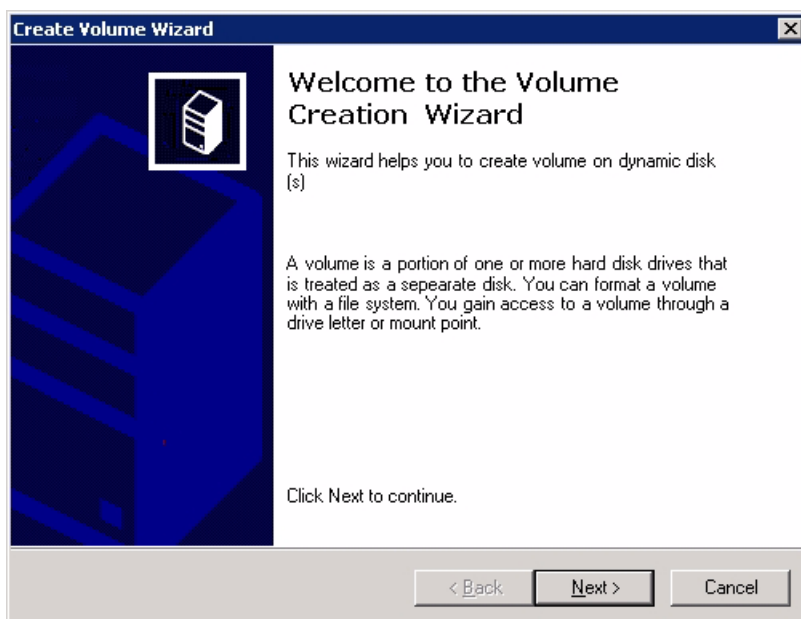 Create Volume Wizard
Welcome to the Volume
Creation Wizard
This wizard helps you to create volume on dynamic disk
(s)
A volume is a portion of one or more hard disk drives that
is treated as a sepearate disk. You can format a volume
with a file system. You gain access to a volume through a
drive letter or mount point.
Click Next to continue.
< Back Next > Cancel